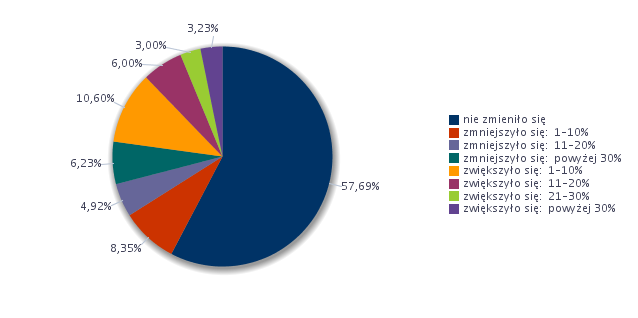 3,23%
3,00%
6,00%
10,60%
6,23%
4,92%
8,35%
57,69%
nie zmieniło się
zmniejszyło się: 1-10%
zmniejszyło się: 11-20%
zmniejszyło się: powyżej 30%
zwiększyło się: 1-10%
zwiększyło się: 11-20%
zwiększyło się: 21-30%
zwiększyło się: powyżej 30%